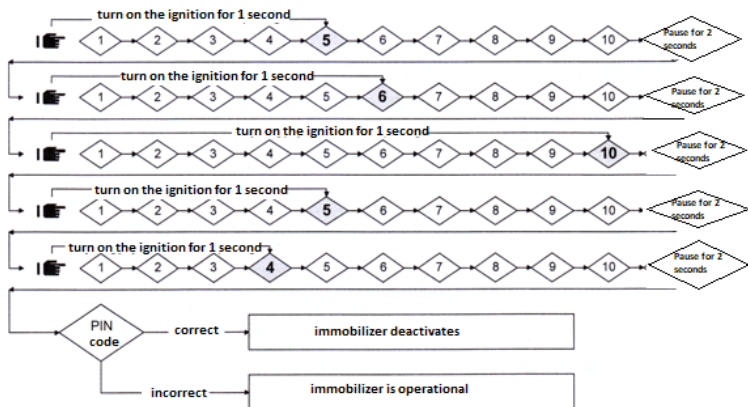 turn on the ignition for 1 second
1 2 3 4 5 6 7 8 9 10 Pause for 2
seconds
turn on the ignition for 1 second
1 2 3 4 5 6 7 8 9 10 Pause for 2
seconds
turn on the ignition for 1 second
1 2 3 4 5 6 7 8 9 10 Pause for 2
seconds
turn on the ignition for 1 second
1 2 3 4 5 6 7 8 9 10 Pause for 2
seconds
turn on the ignition for 1 second
1 2 3 4 5 6 7 8 9 10 Pause for 2
seconds
PIN
code
correct
immobilizer deactivates
incorrect
immobilizer is operational